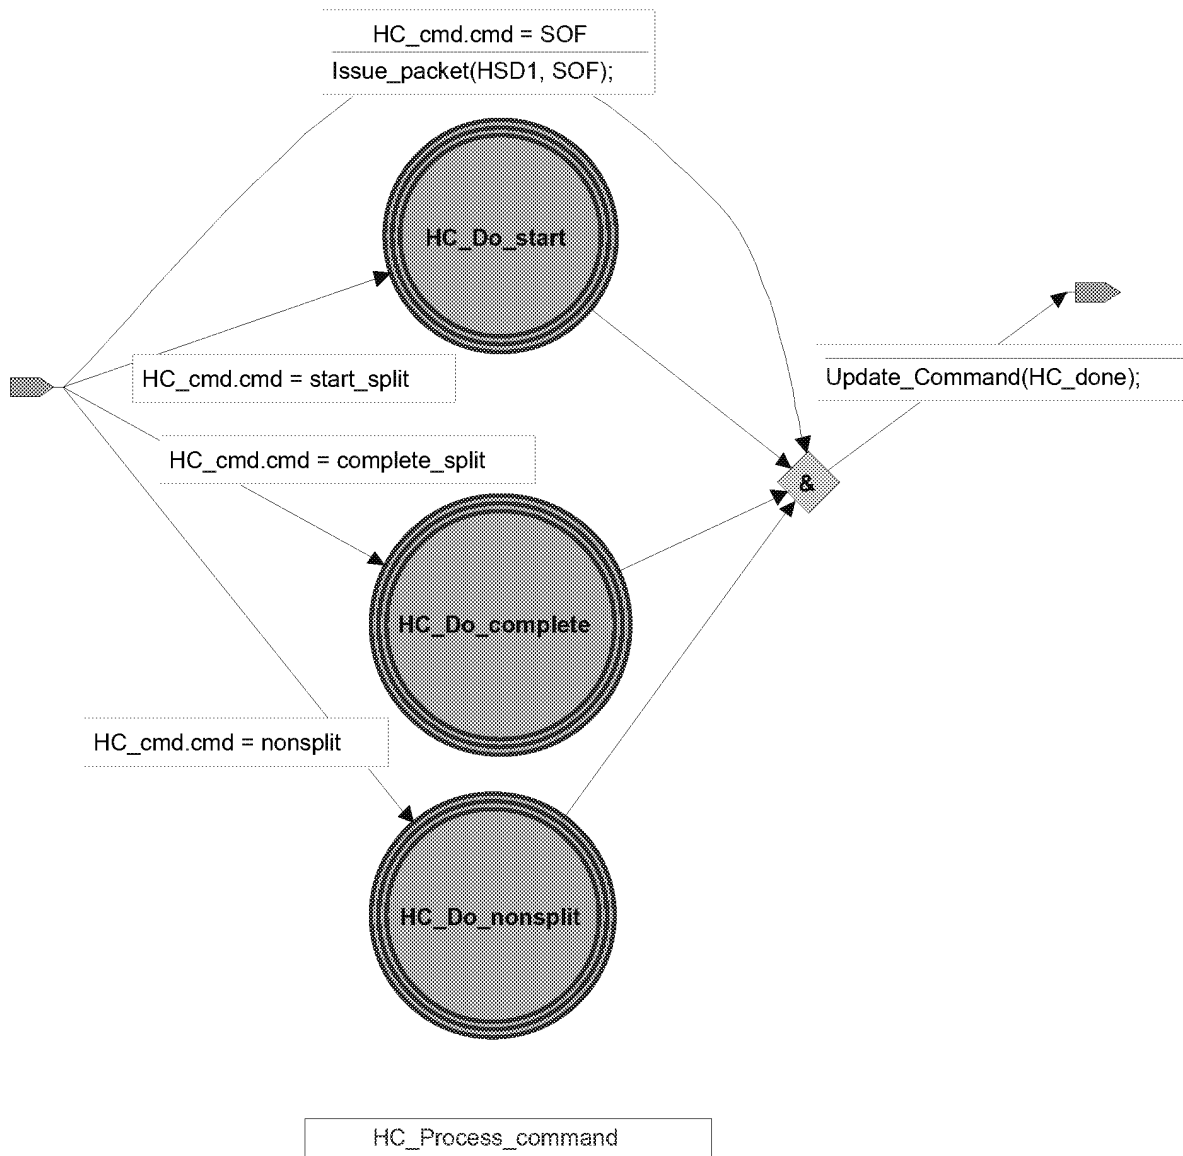 HC_cmd.cmd = SOF
Issue_packet(HSD1, SOF);
HC_Do_start
HC_cmd.cmd = start_split
Update_Command(HC_done);
HC_cmd.cmd = complete_split
&
HC_Do_complete
HC_cmd.cmd = nonsplit
HC_Do_nonsplit
HC_Process_command